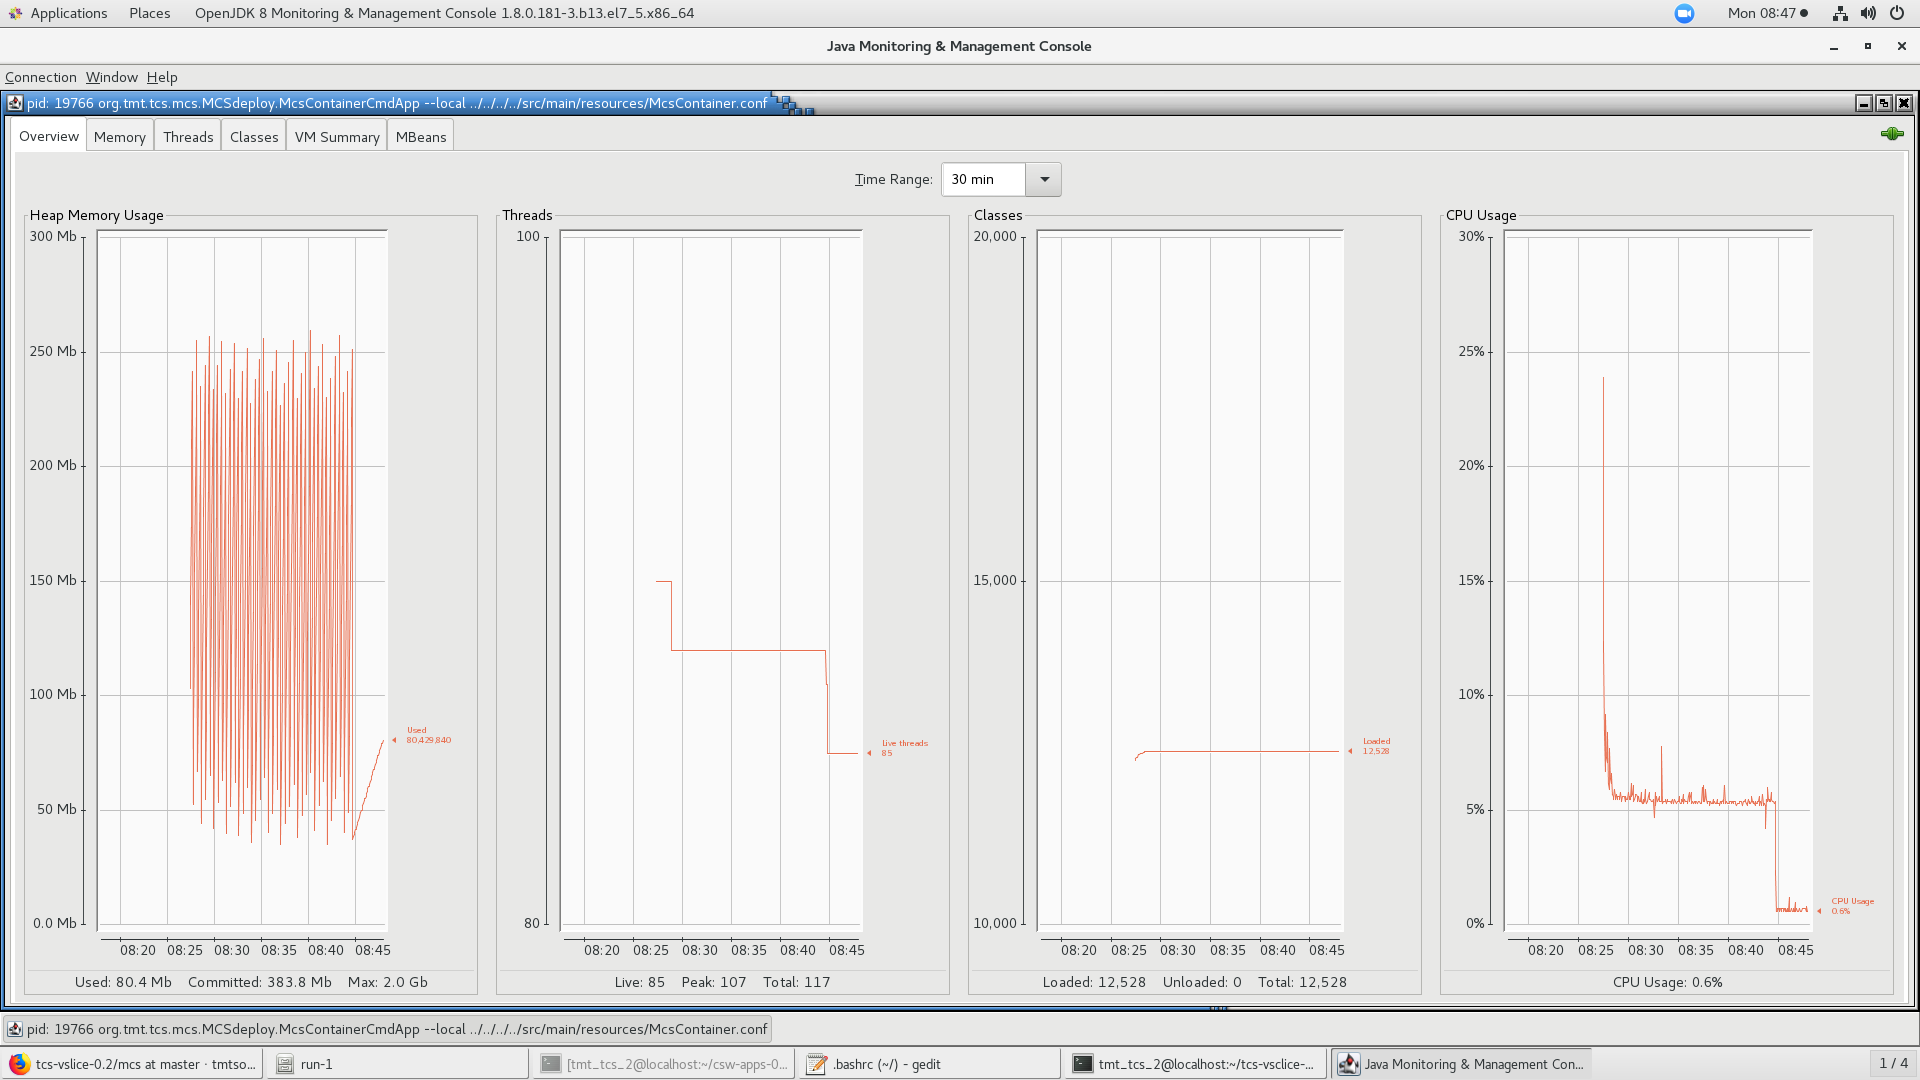 Applications Places OpenJDK 8 Monitoring & Management Console 1.8.0.181-3.b13.el7_5.x86_64 Mon 08:47
Java Monitoring & Management Console
Connection Window Help
pid: 19766 org.tmt.tcs.mcs.MCSdeploy.McsContainerCmdApp --local ../../../../src/main/resources/McsContainer.conf
Overview Memory Threads Classes VM Summary MBeans
Time Range: 30 min
Heap Memory Usage
300 Mb
250 Mb
200 Mb
150 Mb
100 Mb
50 Mb
0.0 Mb
Used
80,429,840
08:20 08:25 08:30 08:35 08:40 08:45
Used: 80.4 Mb Committed: 383.8 Mb Max: 2.0 Gb
Threads
100
80
Live threads
85
08:20 08:25 08:30 08:35 08:40 08:45
Live: 85 Peak: 107 Total: 117
Classes
20,000
15,000
10,000
Loaded
12,528
08:20 08:25 08:30 08:35 08:40 08:45
Loaded: 12,528 Unloaded: 0 Total: 12,528
CPU Usage
30%
25%
20%
15%
10%
5%
0%
CPU Usage
0.6%
08:20 08:25 08:30 08:35 08:40 08:45
CPU Usage: 0.6%
pid: 19766 org.tmt.tcs.mcs.MCSdeploy.McsContainerCmdApp --local ../../../../src/main/resources/McsContainer.conf
tcs-vslice-0.2/mcs at master · tmtso... run-1 [tmt_tcs_2@localhost:~/csw-apps-0... .bashrc (~/) - gedit tmt_tcs_2@localhost:~/tcs-vsclice-... Java Monitoring & Management Con... 1 / 4